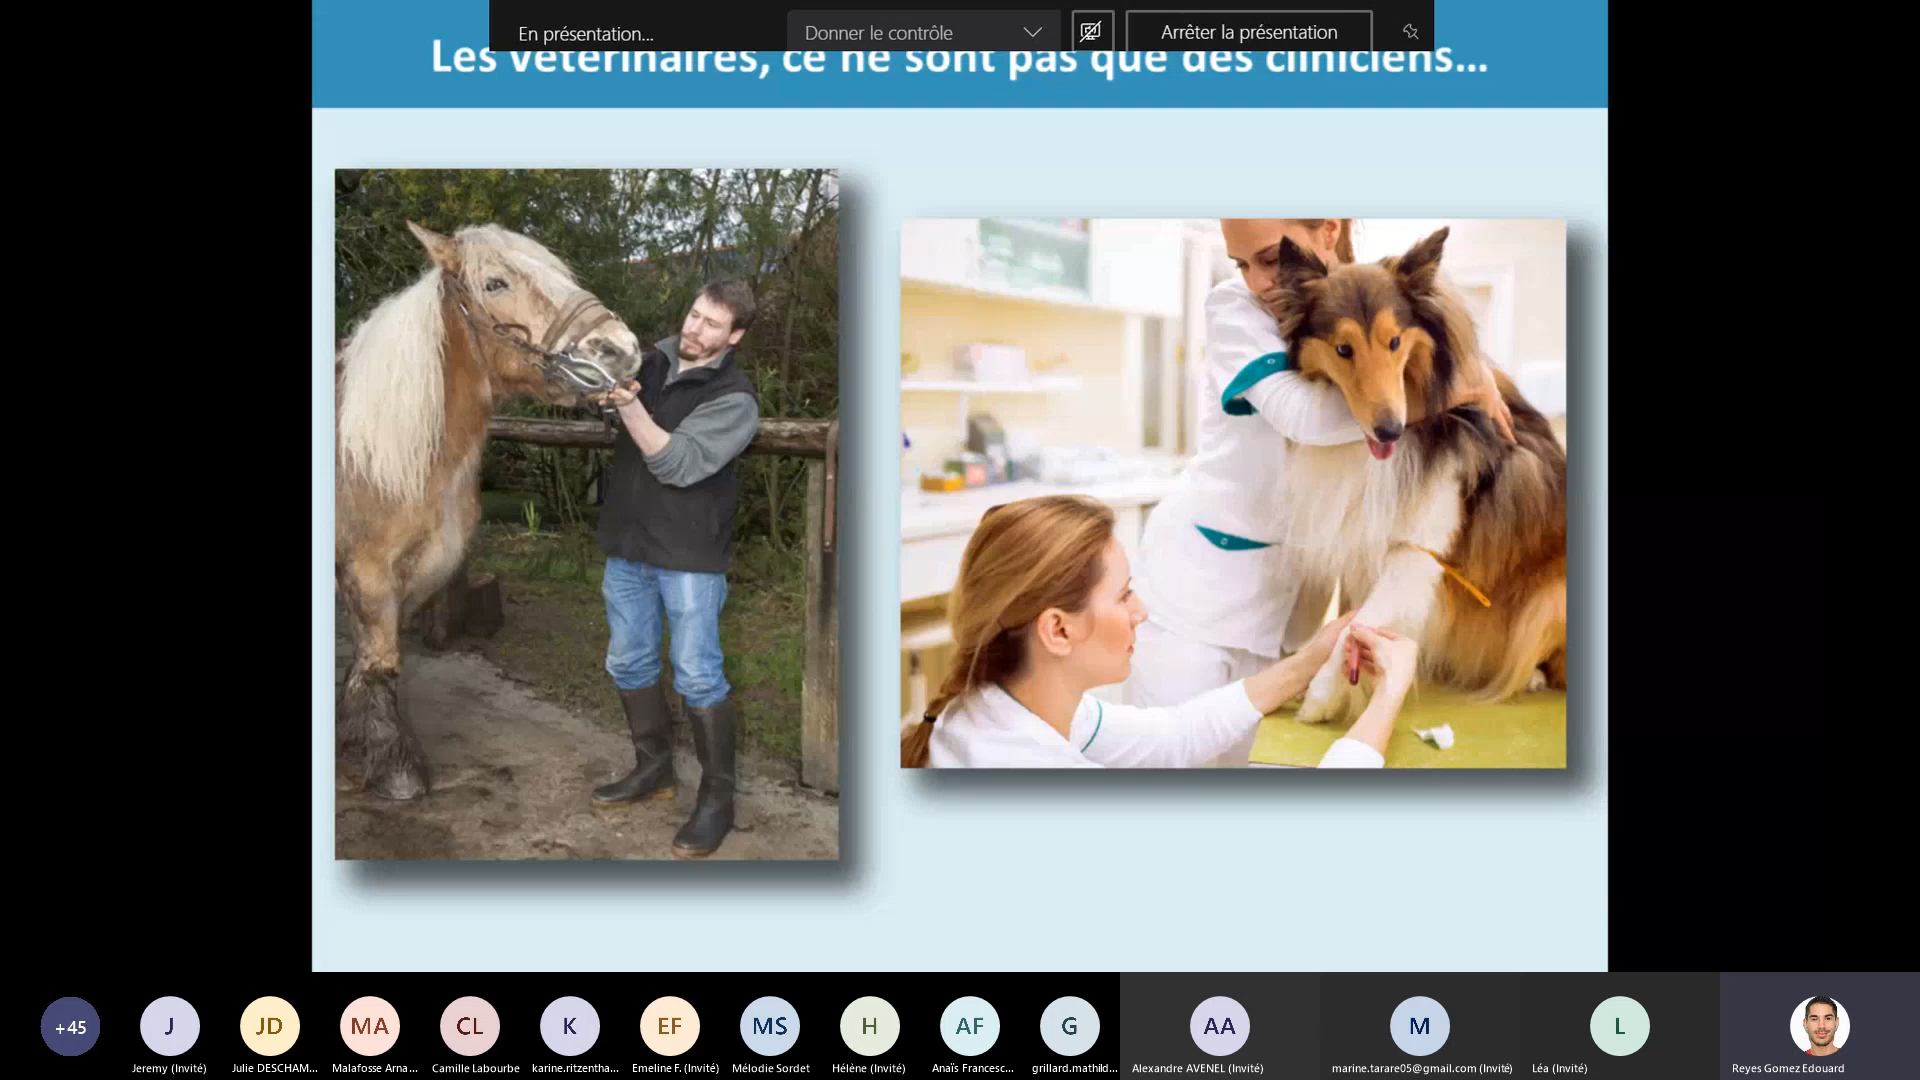 En présentation...
Donner le contrôle
Arrêter la présentation
Les vétérinaires, ce ne sont pas que des cliniciens...
+45
J
JD
MA
CL
K
EF
MS
H
AF
G
AA
M
L
Jeremy (Invité)
Julie DESCHAM...
Malafosse Arna...
Camille Labourbe
karine.ritzentha...
Emeline F. (Invité)
Mélodie Sordet
Hélène (Invité)
Anaïs Francesc...
grillard.mathild...
Alexandre AVENEL (Invité)
marine.tarare05@gmail.com (Invité)
Léa (Invité)
Reyes Gomez Edouard